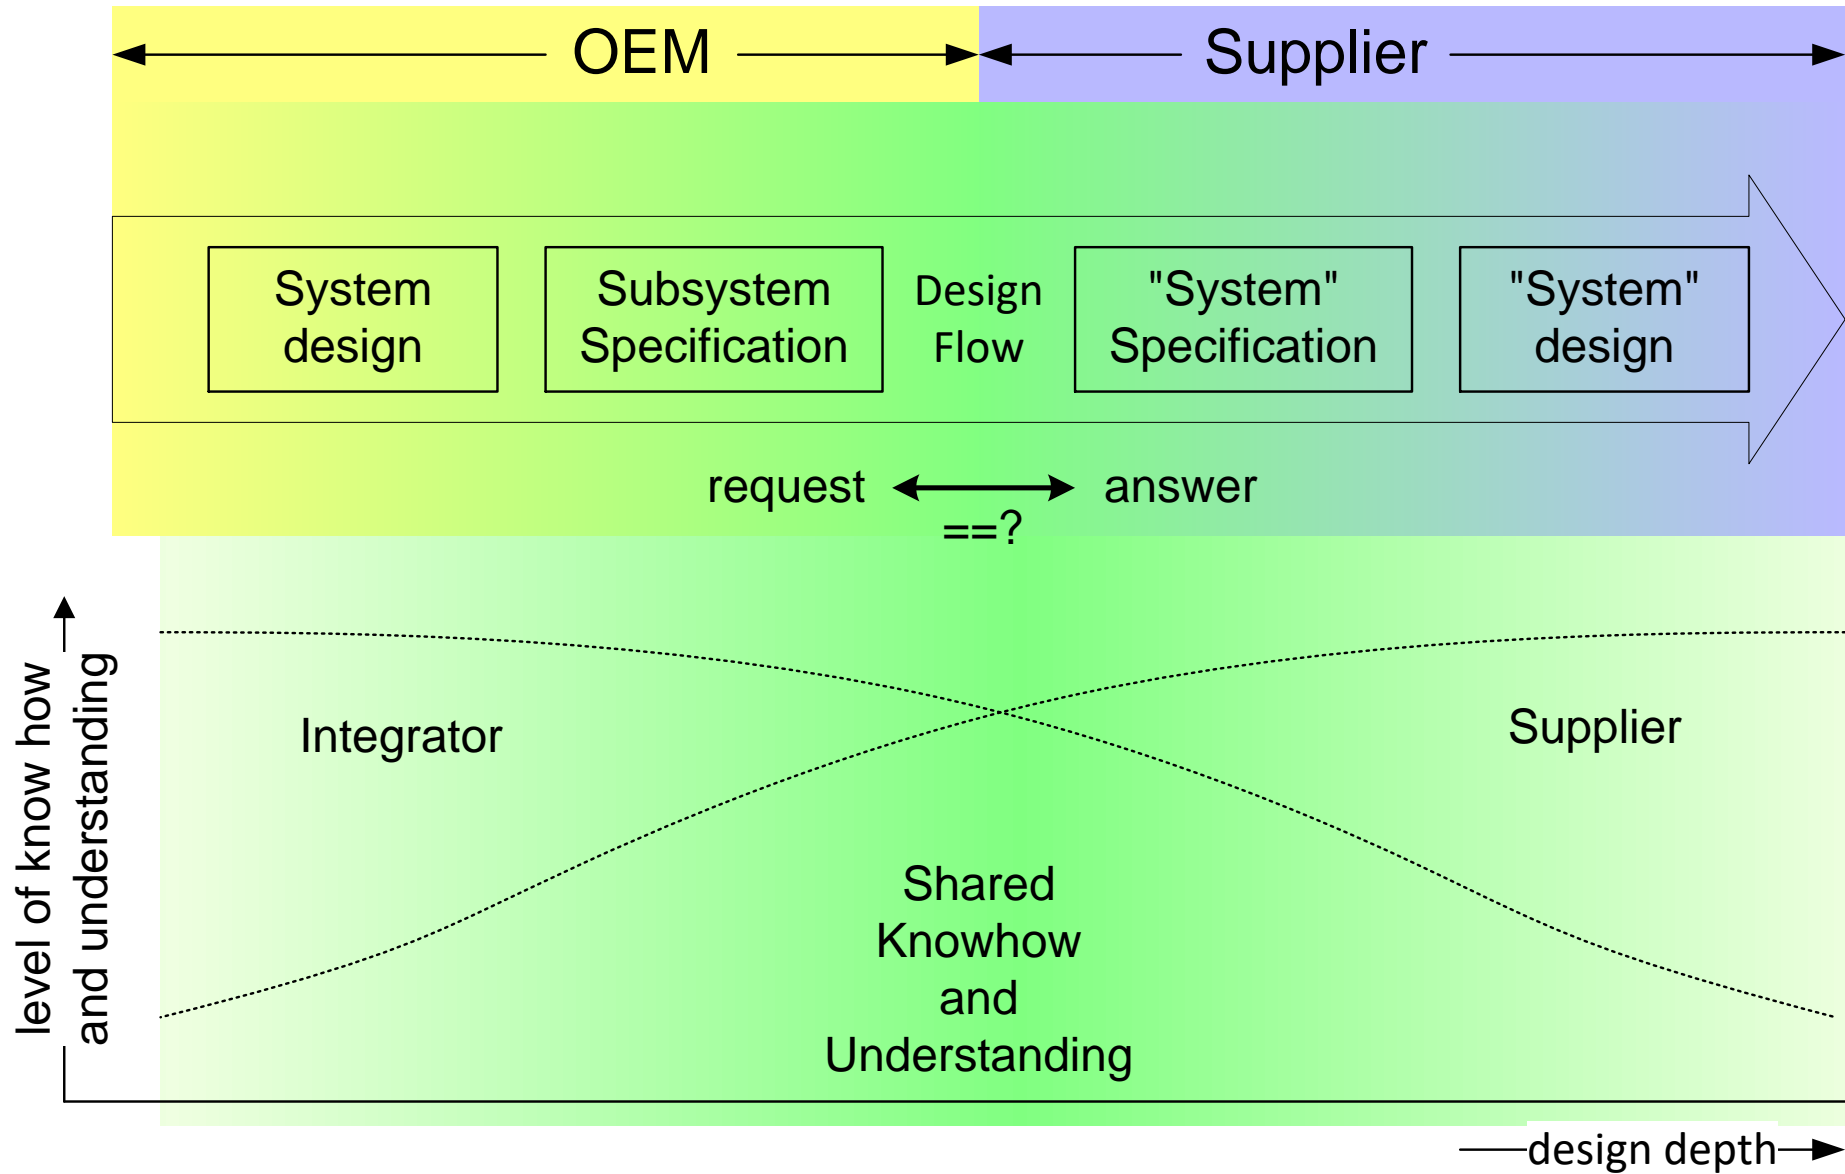 OEM
Supplier
System
design
Subsystem
Specification
Design
Flow
"System"
Specification
"System"
design
request
answer
==?
level of know how
and understanding
Integrator
Supplier
Shared
Knowhow
and
Understanding
design depth